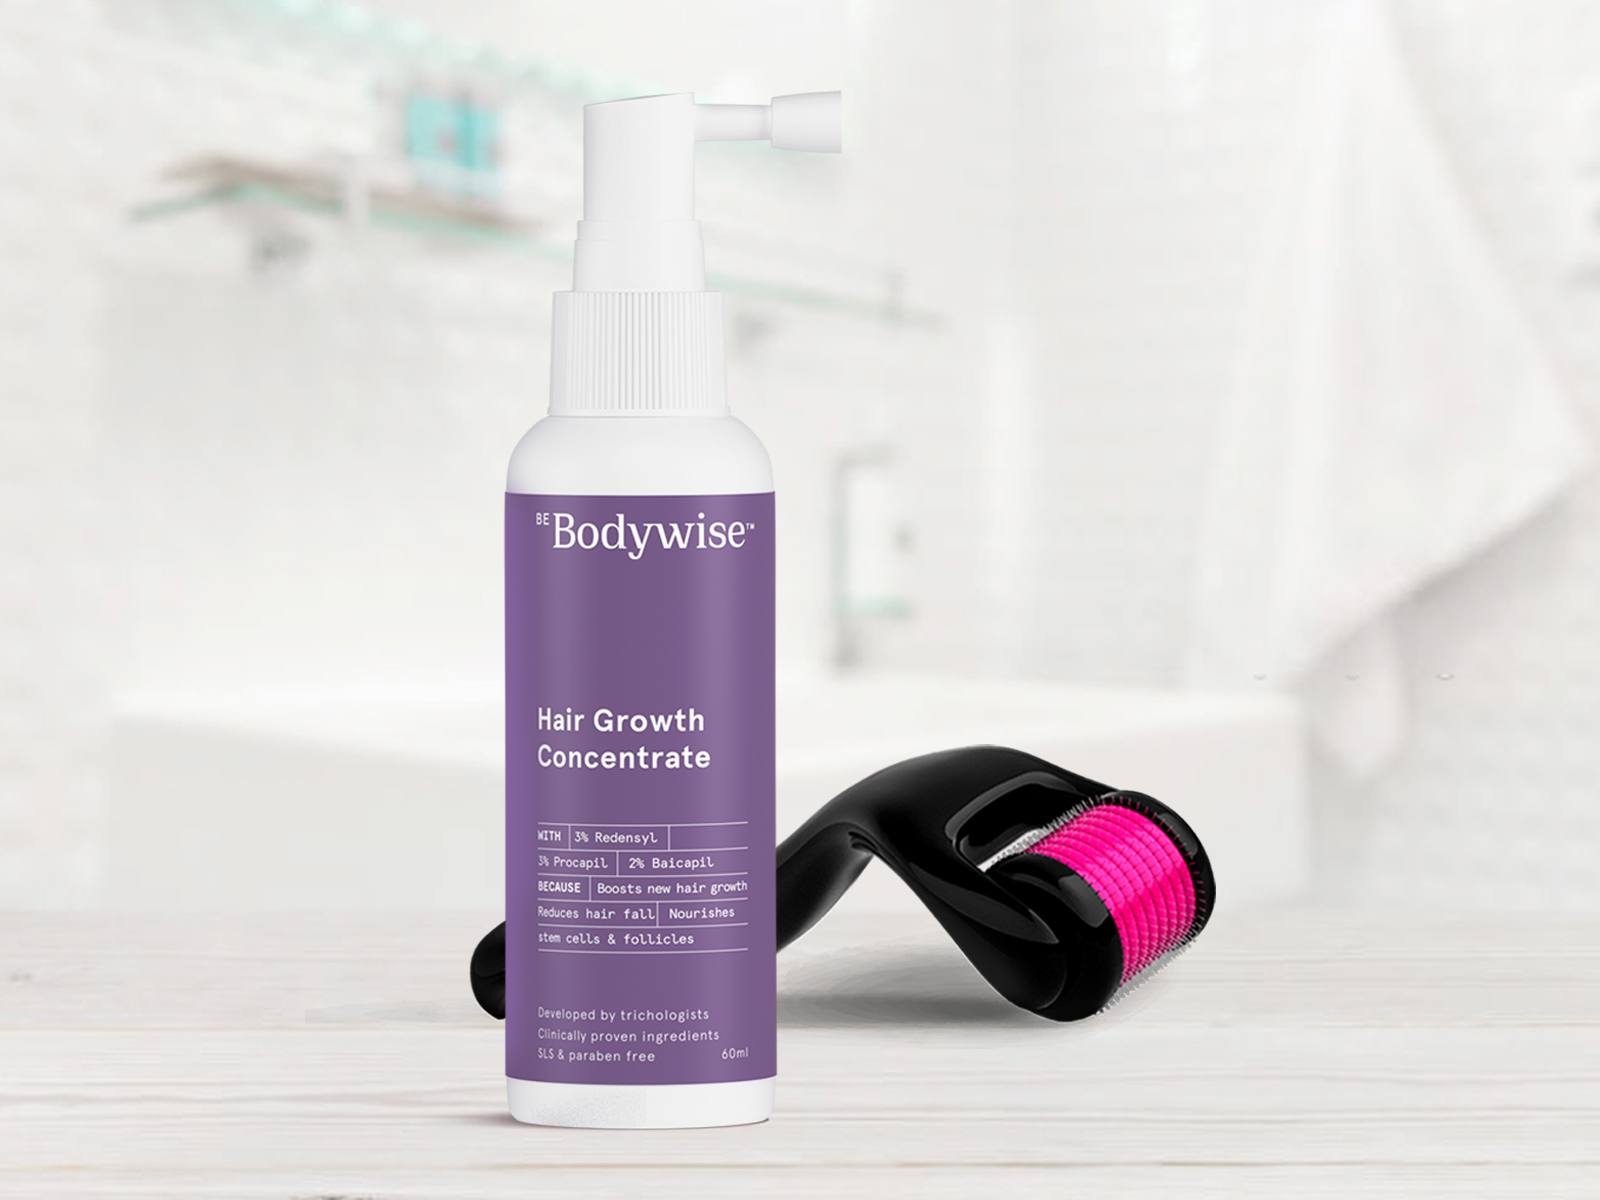 BE Bodywise™
Hair Growth
Concentrate
WITH 3% Redensyl
3% Procapil 2% Baicapil
BECAUSE Boosts new hair growth
Reduces hair fall Nourishes
stem cells & follicles
Developed by trichologists
Clinically proven ingredients
SLS & paraben free 60ml